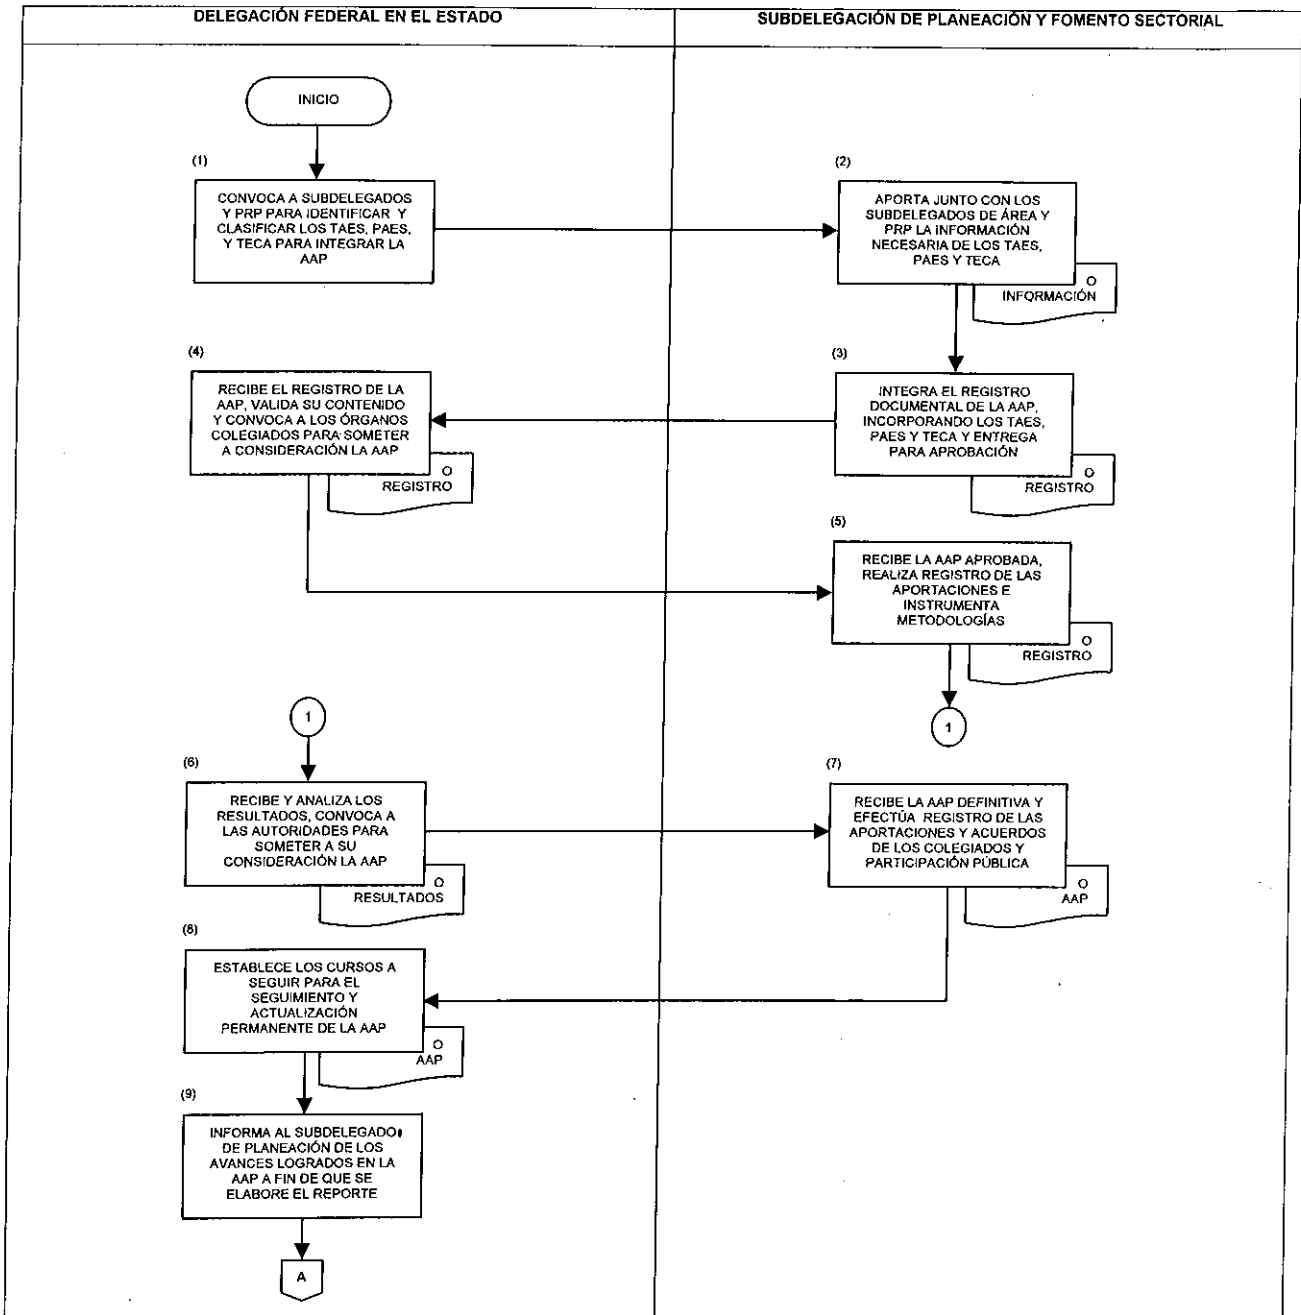 DELEGACIÓN FEDERAL EN EL ESTADO
SUBDELEGACIÓN DE PLANEACIÓN Y FOMENTO SECTORIAL
INICIO
(1)
CONVOCA A SUBDELEGADOS
Y PRP PARA IDENTIFICAR Y
CLASIFICAR LOS TAES, PAES,
Y TECA PARA INTEGRAR LA
AAP
(2)
APORTA JUNTO CON LOS
SUBDELEGADOS DE ÁREA Y
PRP LA INFORMACIÓN
NECESARIA DE LOS TAES,
PAES Y TECA
O
INFORMACIÓN
(3)
INTEGRA EL REGISTRO
DOCUMENTAL DE LA AAP,
INCORPORANDO LOS TAES,
PAES Y TECA Y ENTREGA
PARA APROBACIÓN
O
REGISTRO
(4)
RECIBE EL REGISTRO DE LA
AAP, VALIDA SU CONTENIDO
Y CONVOCA A LOS ÓRGANOS
COLEGIADOS PARA SOMETER
A CONSIDERACIÓN LA AAP
O
REGISTRO
(5)
RECIBE LA AAP APROBADA,
REALIZA REGISTRO DE LAS
APORTACIONES E
INSTRUMENTA
METODOLOGÍAS
O
REGISTRO
1
1
(6)
RECIBE Y ANALIZA LOS
RESULTADOS, CONVOCA A
LAS AUTORIDADES PARA
SOMETER A SU
CONSIDERACIÓN LA AAP
O
RESULTADOS
(7)
RECIBE LA AAP DEFINITIVA Y
EFECTÚA REGISTRO DE LAS
APORTACIONES Y ACUERDOS
DE LOS COLEGIADOS Y
PARTICIPACIÓN PÚBLICA
O
AAP
(8)
ESTABLECE LOS CURSOS A
SEGUIR PARA EL
SEGUIMIENTO Y
ACTUALIZACIÓN
PERMANENTE DE LA AAP
O
AAP
(9)
INFORMA AL SUBDELEGADO
DE PLANEACIÓN DE LOS
AVANCES LOGRADOS EN LA
AAP A FIN DE QUE SE
ELABORE EL REPORTE
A